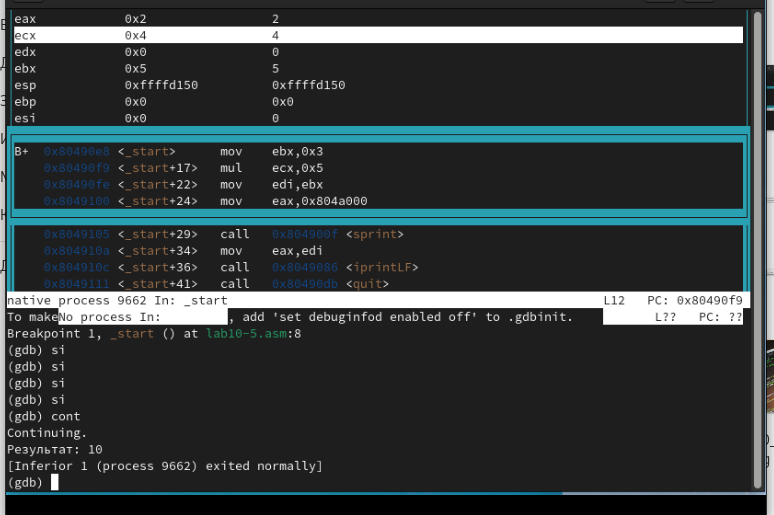 eax 0x2 2
ecx 0x4 4
edx 0x0 0
ebx 0x5 5
esp 0xffffd150 0xffffd150
ebp 0x0 0x0
esi 0x0 0
B+ 0x80490e8 <_start> mov ebx,0x3
0x80490f9 <_start+17> mul ecx,0x5
0x80490fe <_start+22> mov edi,ebx
0x8049100 <_start+24> mov eax,0x804a000
0x8049105 <_start+29> call 0x804900f <sprint>
0x804910a <_start+34> mov eax,edi
0x804910c <_start+36> call 0x8049086 <iprintLF>
0x8049111 <_start+41> call 0x80490db <quit>
native process 9662 In: _start L12 PC: 0x80490f9
To makeNo process In: , add 'set debuginfod enabled off' to .gdbinit. L?? PC: ??
Breakpoint 1, _start () at lab10-5.asm:8
(gdb) si
(gdb) si
(gdb) si
(gdb) si
(gdb) cont
Continuing.
Результат: 10
[Inferior 1 (process 9662) exited normally]
(gdb)